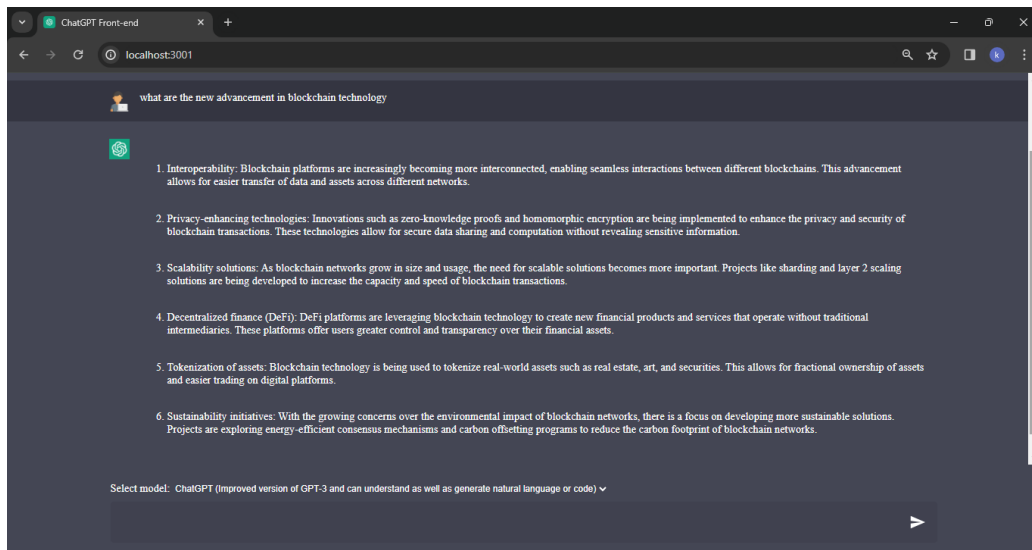 ChatGPT Front-end
localhost:3001
k
what are the new advancement in blockchain technology
1. Interoperability: Blockchain platforms are increasingly becoming more interconnected, enabling seamless interactions between different blockchains. This advancement
allows for easier transfer of data and assets across different networks.
2. Privacy-enhancing technologies: Innovations such as zero-knowledge proofs and homomorphic encryption are being implemented to enhance the privacy and security of
blockchain transactions. These technologies allow for secure data sharing and computation without revealing sensitive information.
3. Scalability solutions: As blockchain networks grow in size and usage, the need for scalable solutions becomes more important. Projects like sharding and layer 2 scaling
solutions are being developed to increase the capacity and speed of blockchain transactions.
4. Decentralized finance (DeFi): DeFi platforms are leveraging blockchain technology to create new financial products and services that operate without traditional
intermediaries. These platforms offer users greater control and transparency over their financial assets.
5. Tokenization of assets: Blockchain technology is being used to tokenize real-world assets such as real estate, art, and securities. This allows for fractional ownership of assets
and easier trading on digital platforms.
6. Sustainability initiatives: With the growing concerns over the environmental impact of blockchain networks, there is a focus on developing more sustainable solutions.
Projects are exploring energy-efficient consensus mechanisms and carbon offsetting programs to reduce the carbon footprint of blockchain networks.
Select model: ChatGPT (Improved version of GPT-3 and can understand as well as generate natural language or code)